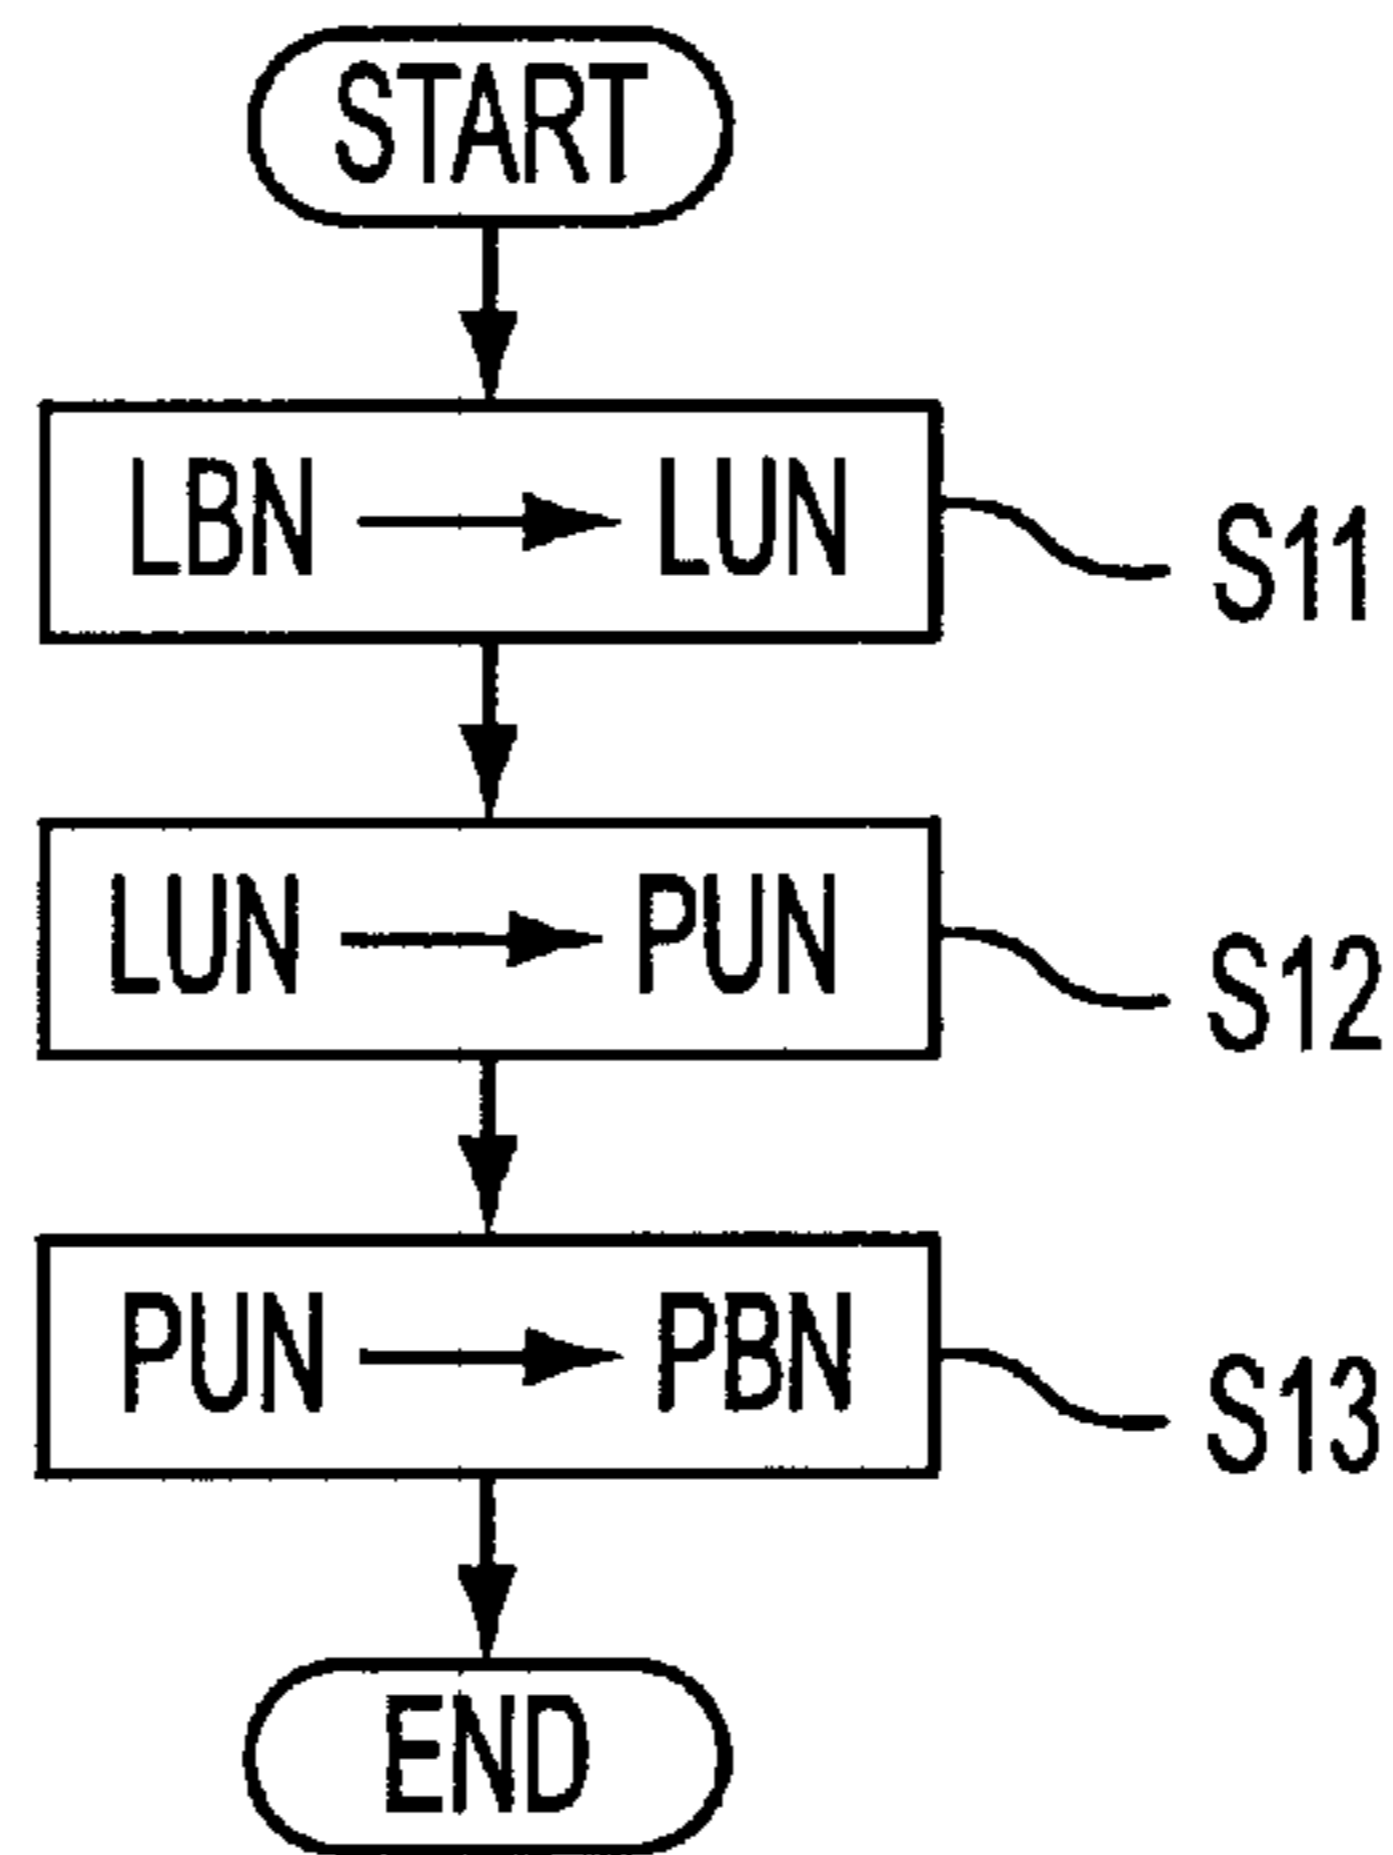 START
LBN → LUN
S11
LUN → PUN
S12
PUN → PBN
S13
END